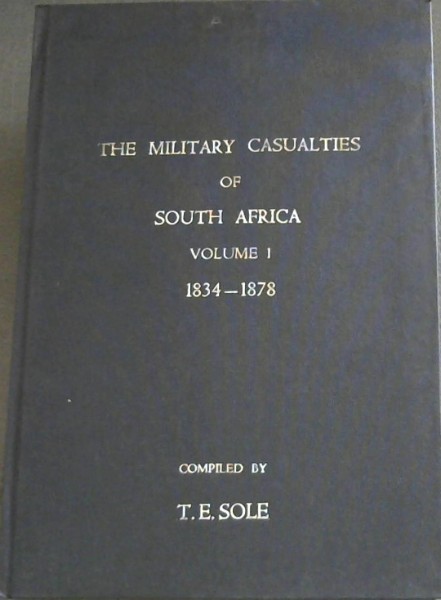 THE MILITARY CASUALTIES
OF
SOUTH AFRICA
VOLUME I
1834–1878
COMPILED BY
T. E. SOLE